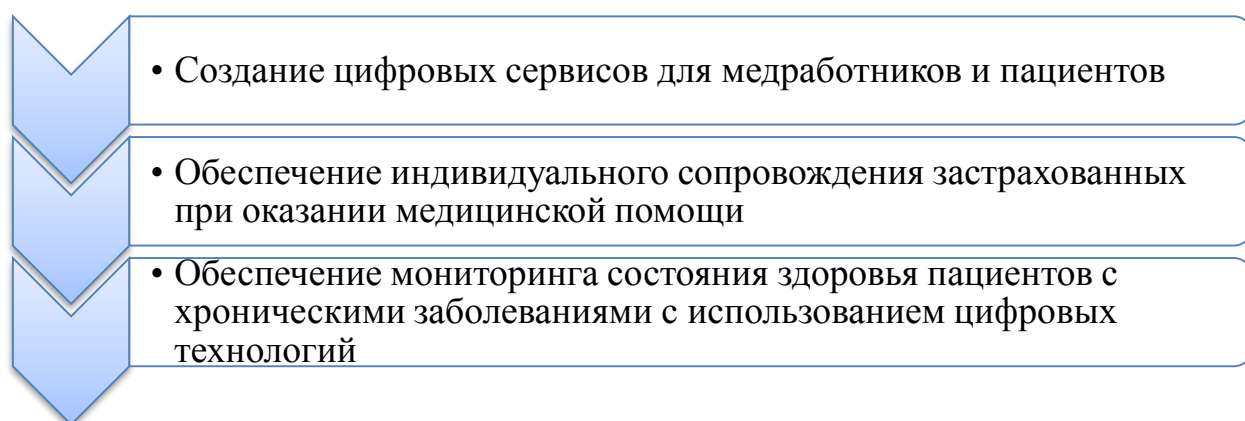 • Создание цифровых сервисов для медработников и пациентов
• Обеспечение индивидуального сопровождения застрахованных
при оказании медицинской помощи
• Обеспечение мониторинга состояния здоровья пациентов с
хроническими заболеваниями с использованием цифровых
технологий